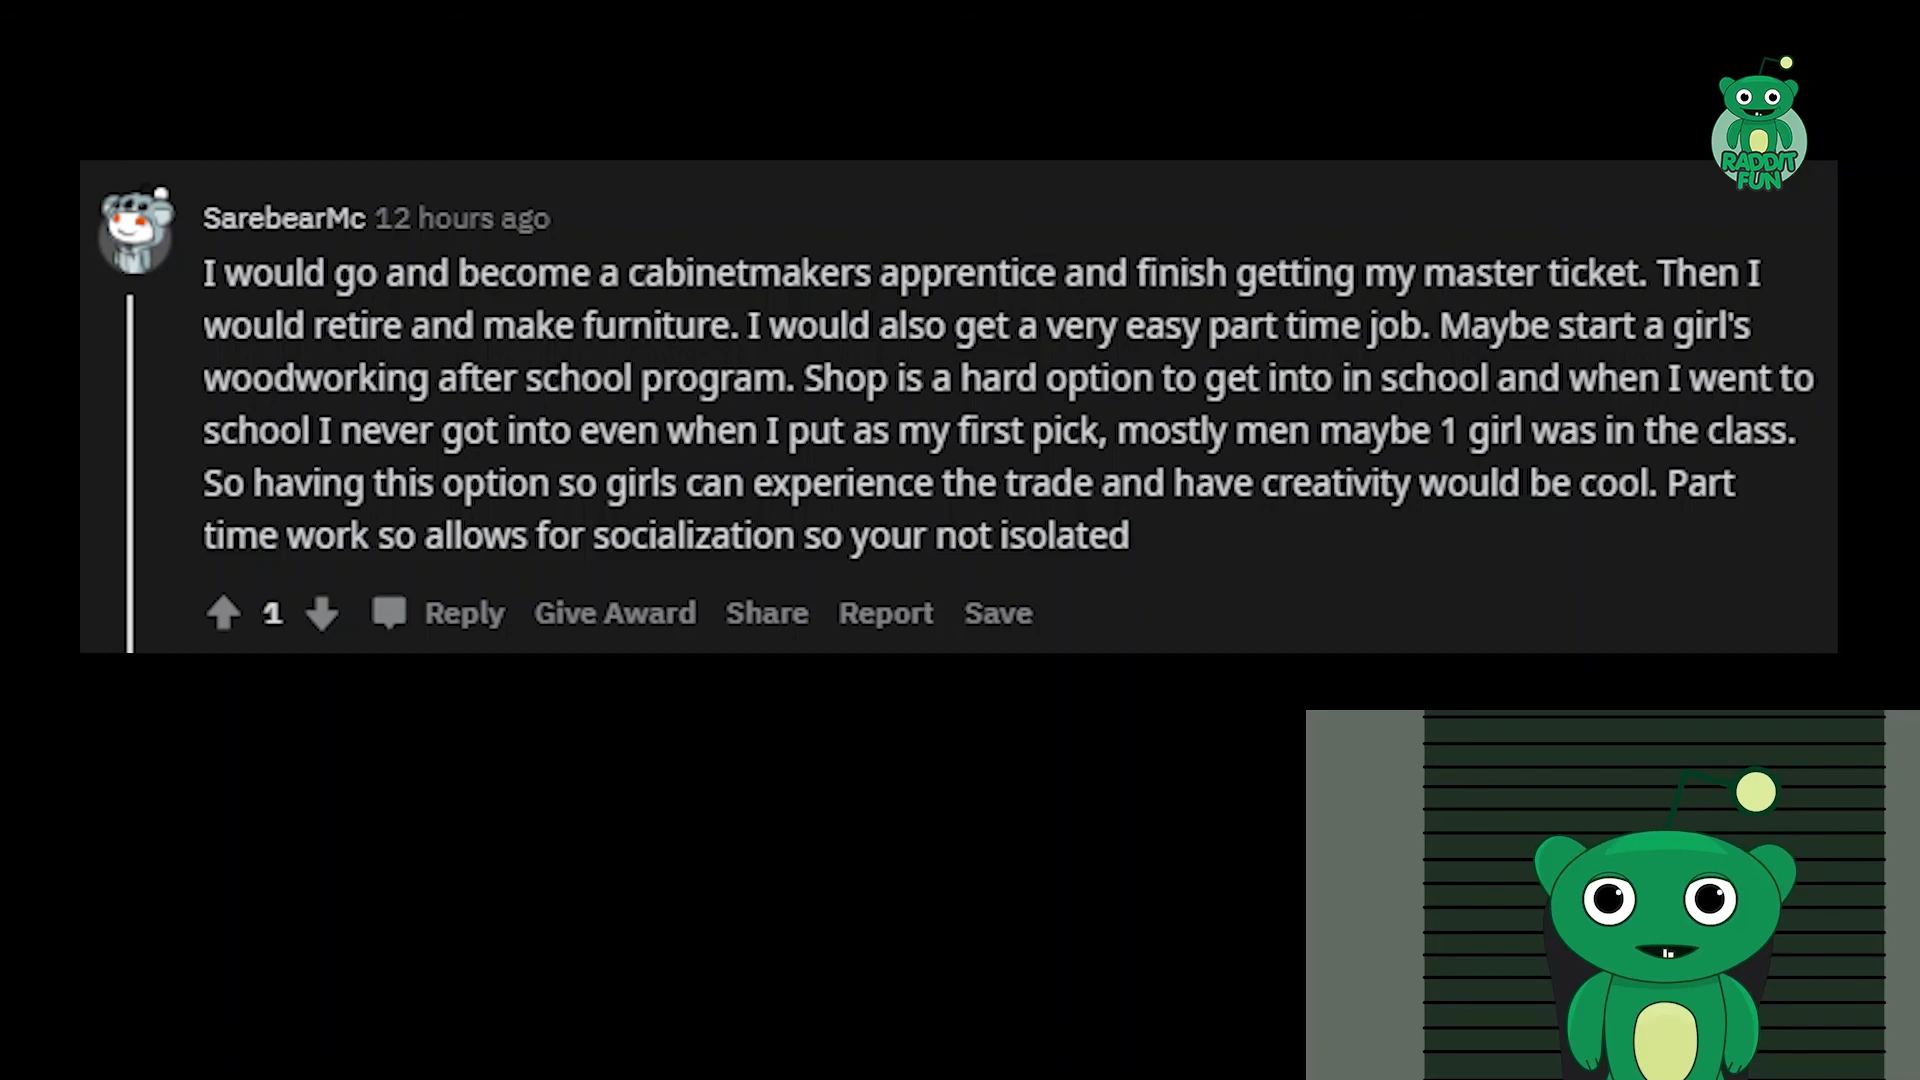 RADDIT
FUN
SarebearMc 12 hours ago
I would go and become a cabinetmakers apprentice and finish getting my master ticket. Then I
would retire and make furniture. I would also get a very easy part time job. Maybe start a girl's
woodworking after school program. Shop is a hard option to get into in school and when I went to
school I never got into even when I put as my first pick, mostly men maybe 1 girl was in the class.
So having this option so girls can experience the trade and have creativity would be cool. Part
time work so allows for socialization so your not isolated
1 Reply Give Award Share Report Save